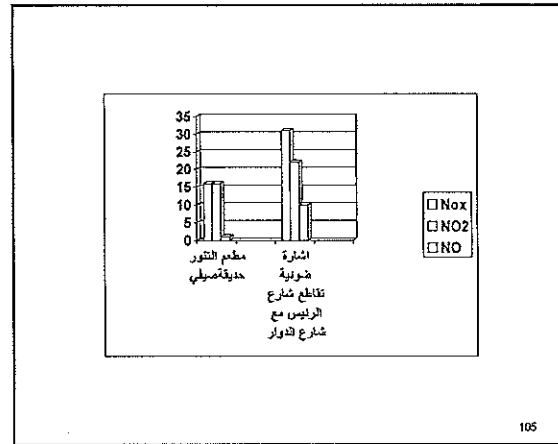 35
30
25
20
15
10
5
0
مطعم التنور
حديقةصيفي
اشارة
ضوئية
تقاطع شارع
الرئيس مع
شارع الدوار
Nox
NO2
NO
105